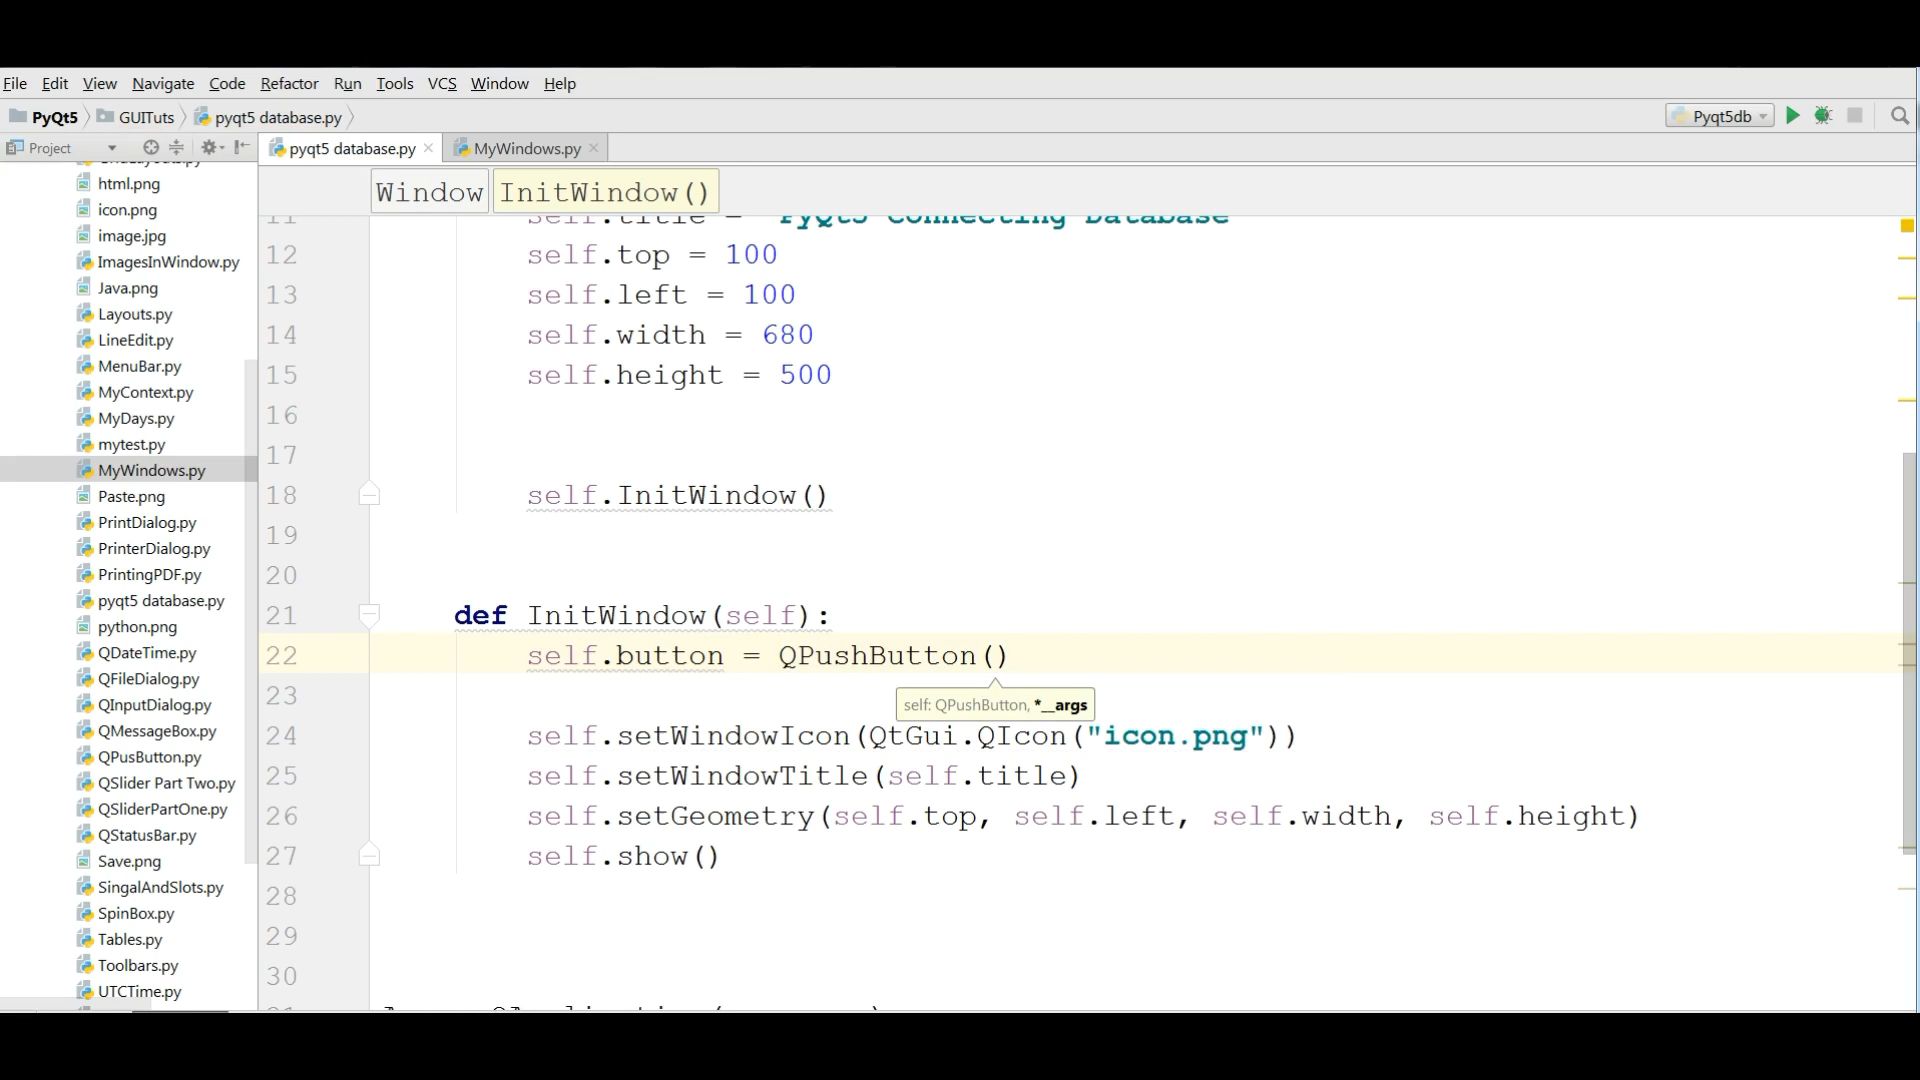 File Edit View Navigate Code Refactor Run Tools VCS Window Help
PyQt5 GUITuts pyqt5 database.py Pyqt5db
Project pyqt5 database.py MyWindows.py
Window InitWindow()
html.png
icon.png
image.jpg
ImagesInWindow.py
Java.png
Layouts.py
LineEdit.py
MenuBar.py
MyContext.py
MyDays.py
mytest.py
MyWindows.py
Paste.png
PrintDialog.py
PrinterDialog.py
PrintingPDF.py
pyqt5 database.py
python.png
QDateTime.py
QFileDialog.py
QInputDialog.py
QMessageBox.py
QPusButton.py
QSlider Part Two.py
QSliderPartOne.py
QStatusBar.py
Save.png
SingalAndSlots.py
SpinBox.py
Tables.py
Toolbars.py
UTCTime.py
11 self.title = "PyQt5 Connecting Database"
12 self.top = 100
13 self.left = 100
14 self.width = 680
15 self.height = 500
16
17
18 self.InitWindow()
19
20
21 def InitWindow(self):
22 self.button = QPushButton()
23
self: QPushButton, *__args
24 self.setWindowIcon(QtGui.QIcon("icon.png"))
25 self.setWindowTitle(self.title)
26 self.setGeometry(self.top, self.left, self.width, self.height)
27 self.show()
28
29
30